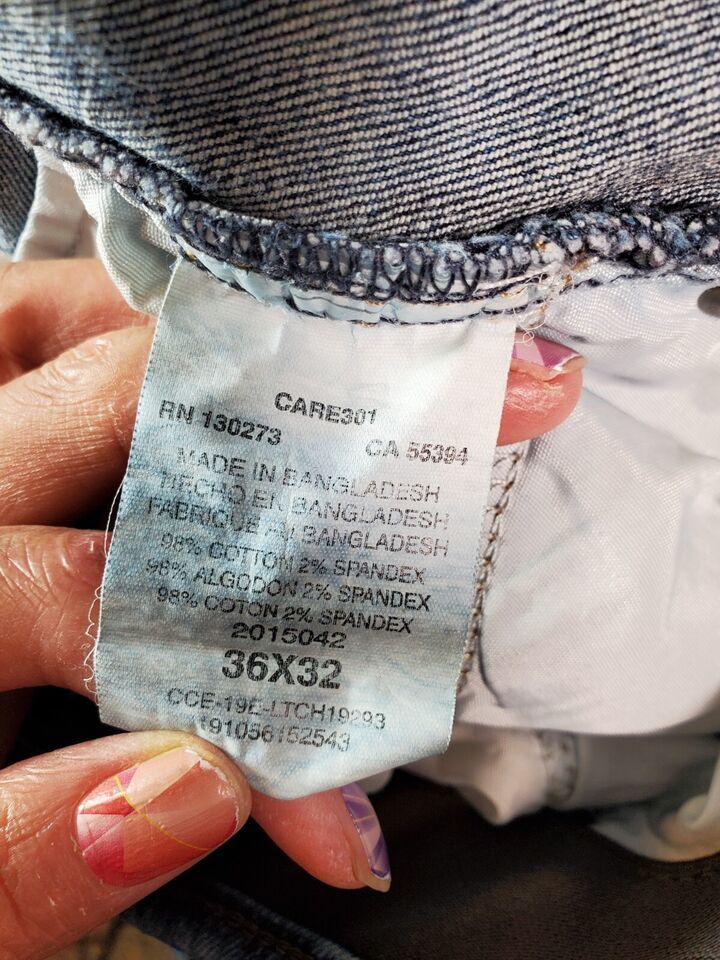 CARE301
RN 130273
CA 55394
MADE IN BANGLADESH
HECHO EN BANGLADESH
FABRIQUE EN BANGLADESH
98% COTTON 2% SPANDEX
98% ALGODON 2% SPANDEX
98% COTON 2% SPANDEX
2015042
36X32
CCE-19E-LTCH19293
191056152543